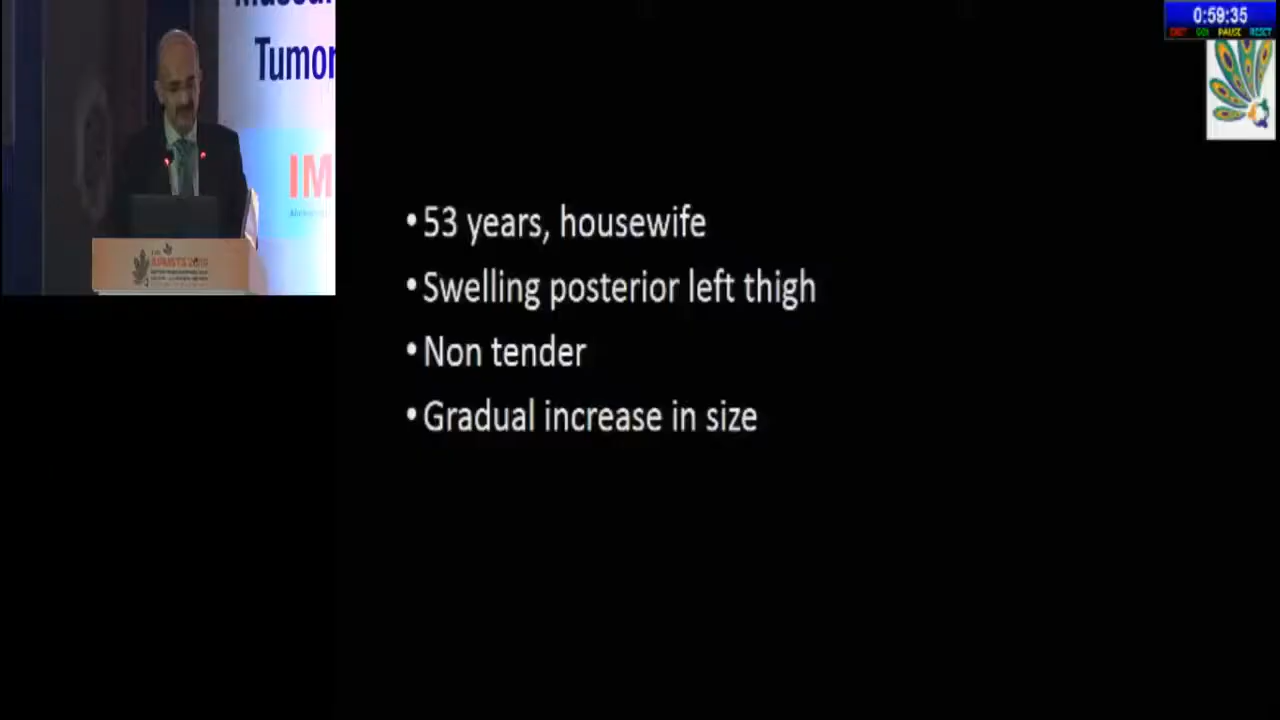 Tumor
IM
0:59:35
PAUSE
RESET
• 53 years, housewife
• Swelling posterior left thigh
• Non tender
• Gradual increase in size